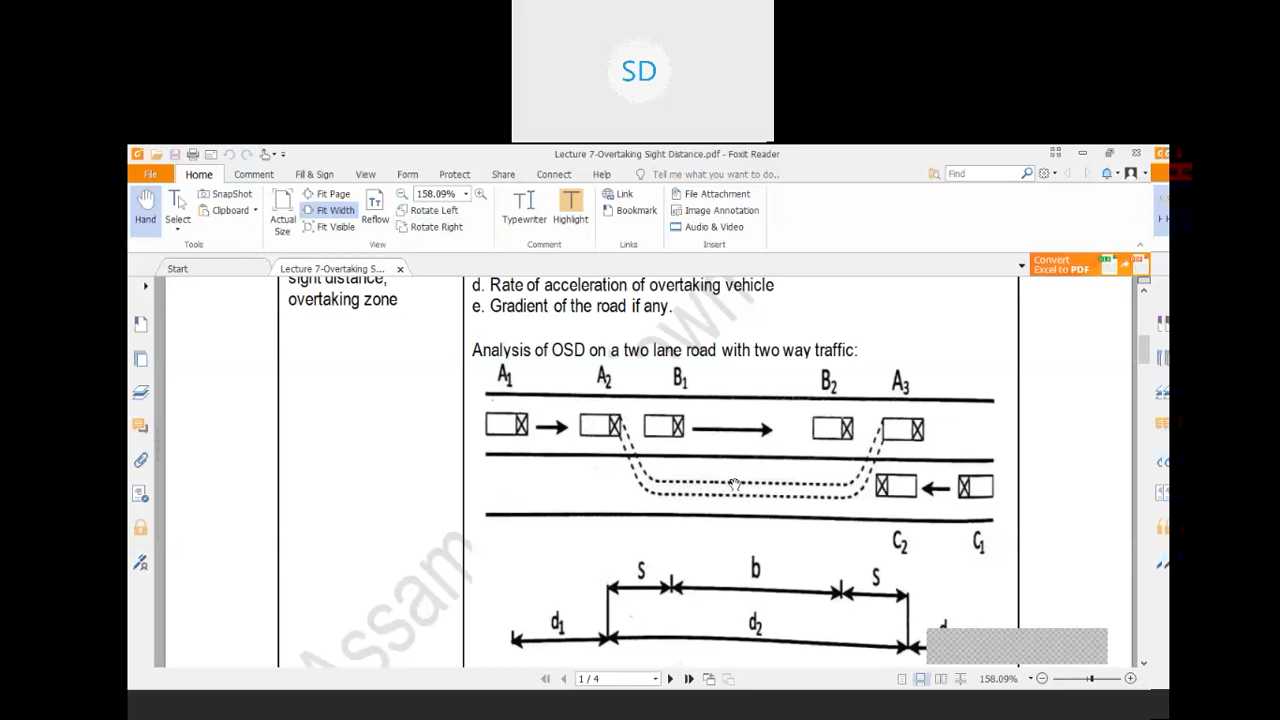 SD
Lecture 7-Overtaking Sight Distance.pdf - Foxit Reader
File Home Comment Fill & Sign View Form Protect Share Connect Help Tell me what you want to do.. Find
Hand
Select
SnapShot
Clipboard
Tools
Actual Size
Fit Page
Fit Width
Fit Visible
Reflow
158.09%
Rotate Left
Rotate Right
View
Typewriter
Highlight
Comment
Link
Bookmark
Links
File Attachment
Image Annotation
Audio & Video
Insert
Start
Lecture 7-Overtaking S...
Convert
Excel to PDF
sight distance,
overtaking zone
d. Rate of acceleration of overtaking vehicle
e. Gradient of the road if any.
Analysis of OSD on a two lane road with two way traffic:
A1 A2 B1 B2 A3
C2 C1
S b S
d1 d2
Assam
1 / 4
158.09%